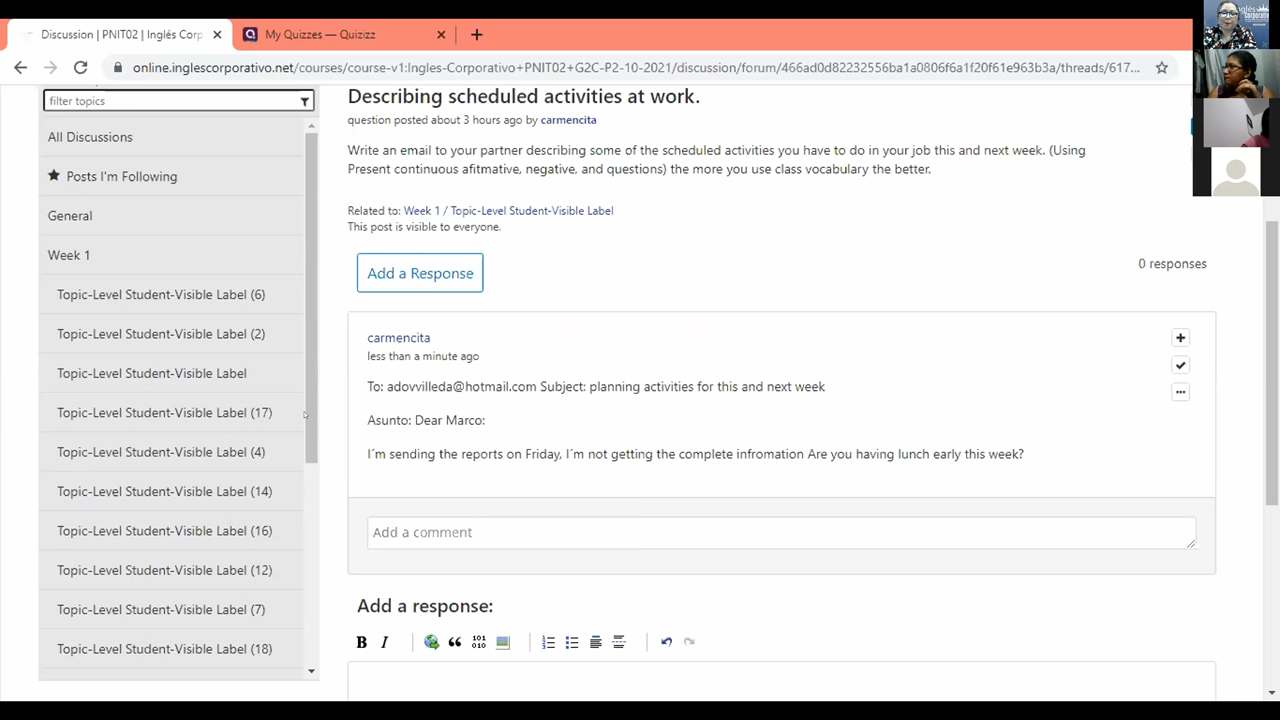 Discussion | PNIT02 | Inglés Corp
My Quizzes — Quizizz
online.inglescorporativo.net/courses/course-v1:Ingles-Corporativo+PNIT02+G2C-P2-10-2021/discussion/forum/466ad0d82232556ba1a0806f6a1f20f61e963b3a/threads/617...
Inglés
Corporativo
filter topics
All Discussions
Posts I'm Following
General
Week 1
Topic-Level Student-Visible Label (6)
Topic-Level Student-Visible Label (2)
Topic-Level Student-Visible Label
Topic-Level Student-Visible Label (17)
Topic-Level Student-Visible Label (4)
Topic-Level Student-Visible Label (14)
Topic-Level Student-Visible Label (16)
Topic-Level Student-Visible Label (12)
Topic-Level Student-Visible Label (7)
Topic-Level Student-Visible Label (18)
Describing scheduled activities at work.
question posted about 3 hours ago by carmencita
Write an email to your partner describing some of the scheduled activities you have to do in your job this and next week. (Using
Present continuous afitmative, negative, and questions) the more you use class vocabulary the better.
Related to: Week 1 / Topic-Level Student-Visible Label
This post is visible to everyone.
Add a Response
0 responses
carmencita
less than a minute ago
To: adovvilleda@hotmail.com Subject: planning activities for this and next week
Asunto: Dear Marco:
I´m sending the reports on Friday, I´m not getting the complete infromation Are you having lunch early this week?
Add a comment
Add a response:
B I 101 010